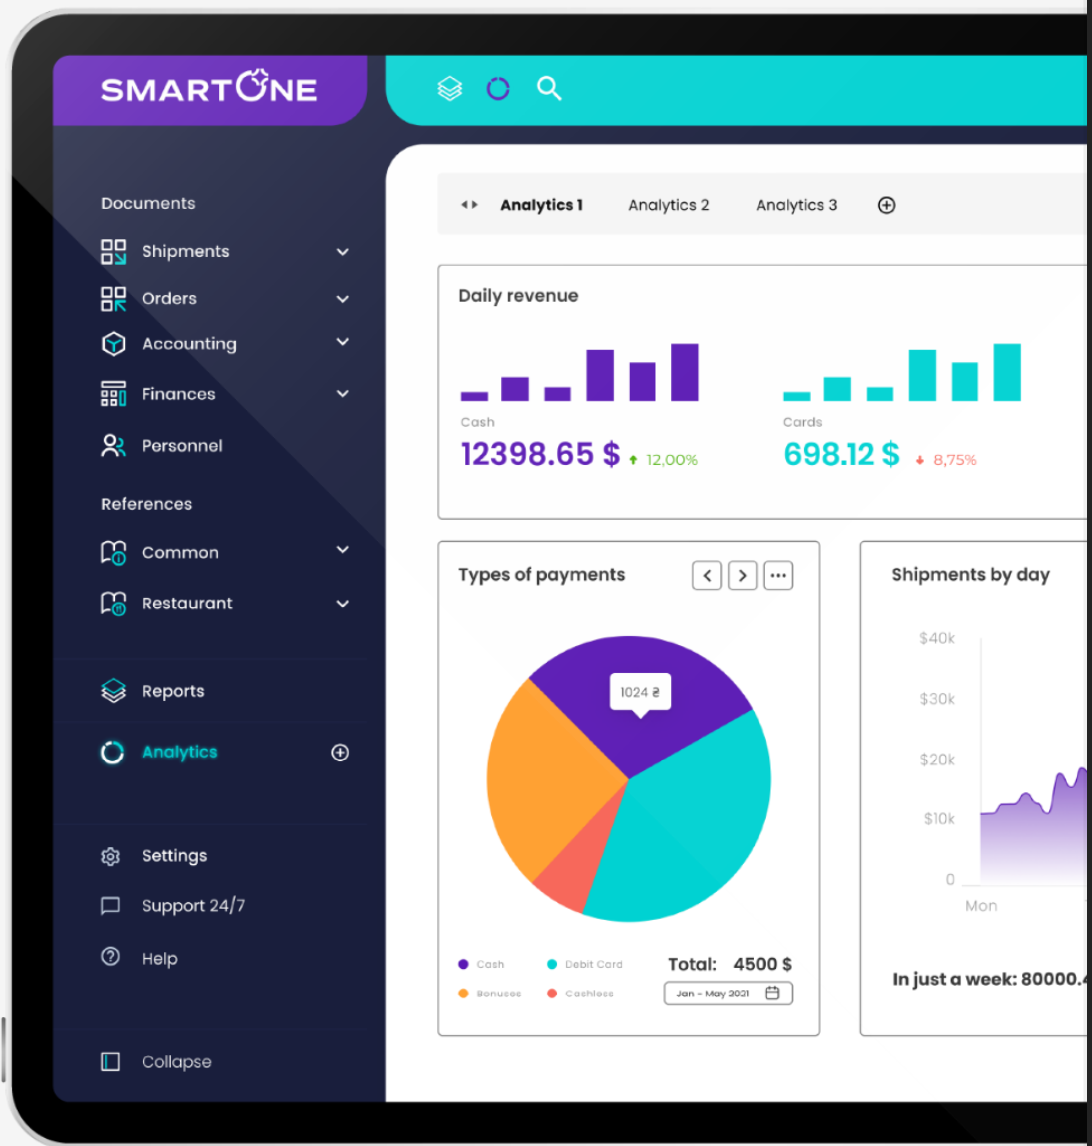 SMARTONE
Documents
Shipments
Orders
Accounting
Finances
Personnel
References
Common
Restaurant
Reports
Analytics
Settings
Support 24/7
Help
Collapse
Analytics 1 Analytics 2 Analytics 3
Daily revenue
Cash
12398.65 $ 12,00%
Cards
698.12 $ 8,75%
Types of payments
1024 ₴
Cash Debit Card
Bonuses Cashless
Total: 4500 $
Jan - May 2021
Shipments by day
$40k
$30k
$20k
$10k
0
Mon
In just a week: 80000.4